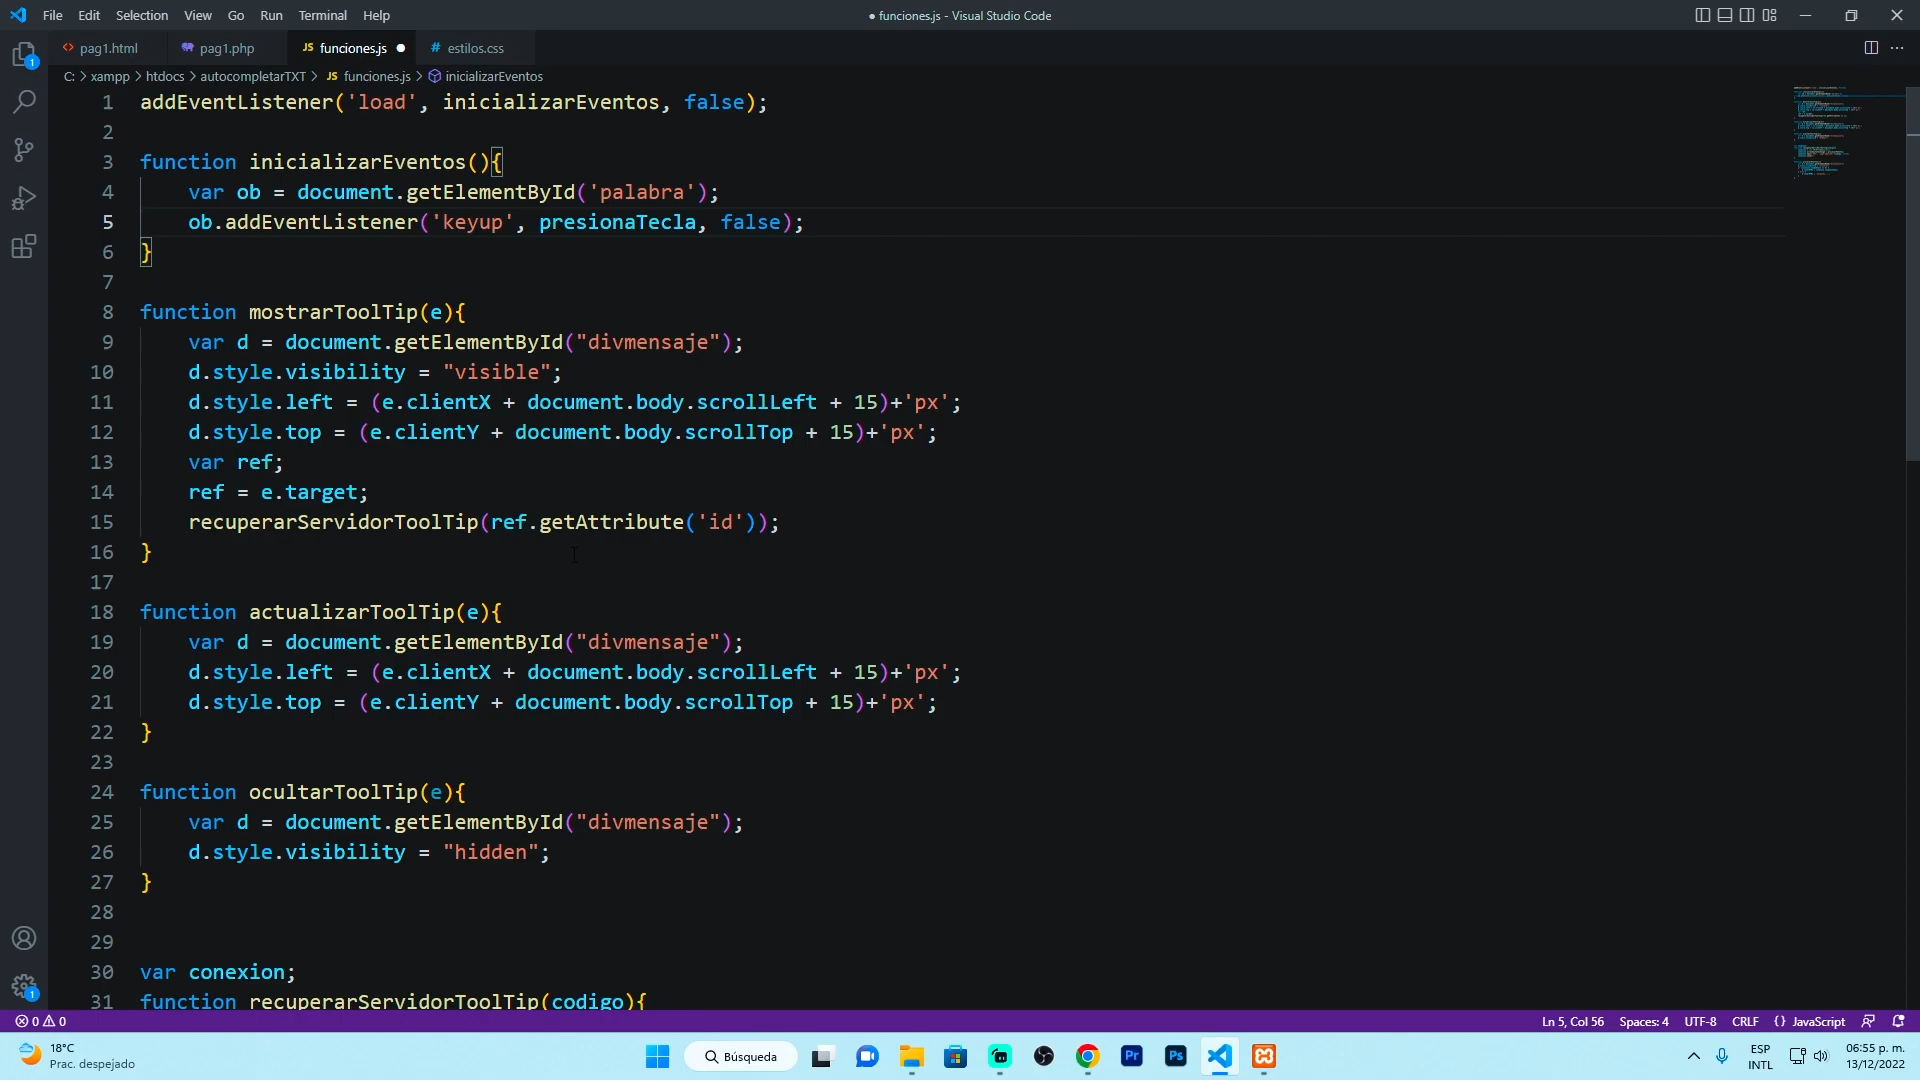 File Edit Selection View Go Run Terminal Help
● funciones.js - Visual Studio Code
<> pag1.html
pag1.php
JS funciones.js ●
# estilos.css
C: > xampp > htdocs > autocompletarTXT > JS funciones.js > inicializarEventos
1 addEventListener('load', inicializarEventos, false);
2
3 function inicializarEventos(){
4 var ob = document.getElementById('palabra');
5 ob.addEventListener('keyup', presionaTecla, false);
6 }
7
8 function mostrarToolTip(e){
9 var d = document.getElementById("divmensaje");
10 d.style.visibility = "visible";
11 d.style.left = (e.clientX + document.body.scrollLeft + 15)+'px';
12 d.style.top = (e.clientY + document.body.scrollTop + 15)+'px';
13 var ref;
14 ref = e.target;
15 recuperarServidorToolTip(ref.getAttribute('id'));
16 }
17
18 function actualizarToolTip(e){
19 var d = document.getElementById("divmensaje");
20 d.style.left = (e.clientX + document.body.scrollLeft + 15)+'px';
21 d.style.top = (e.clientY + document.body.scrollTop + 15)+'px';
22 }
23
24 function ocultarToolTip(e){
25 var d = document.getElementById("divmensaje");
26 d.style.visibility = "hidden";
27 }
28
29
30 var conexion;
31 function recuperarServidorToolTip(codigo){
1
1
0 0
Ln 5, Col 56 Spaces: 4 UTF-8 CRLF {} JavaScript
18°C
Prac. despejado
Búsqueda
Pr
Ps
ESP
INTL
06:55 p. m.
13/12/2022